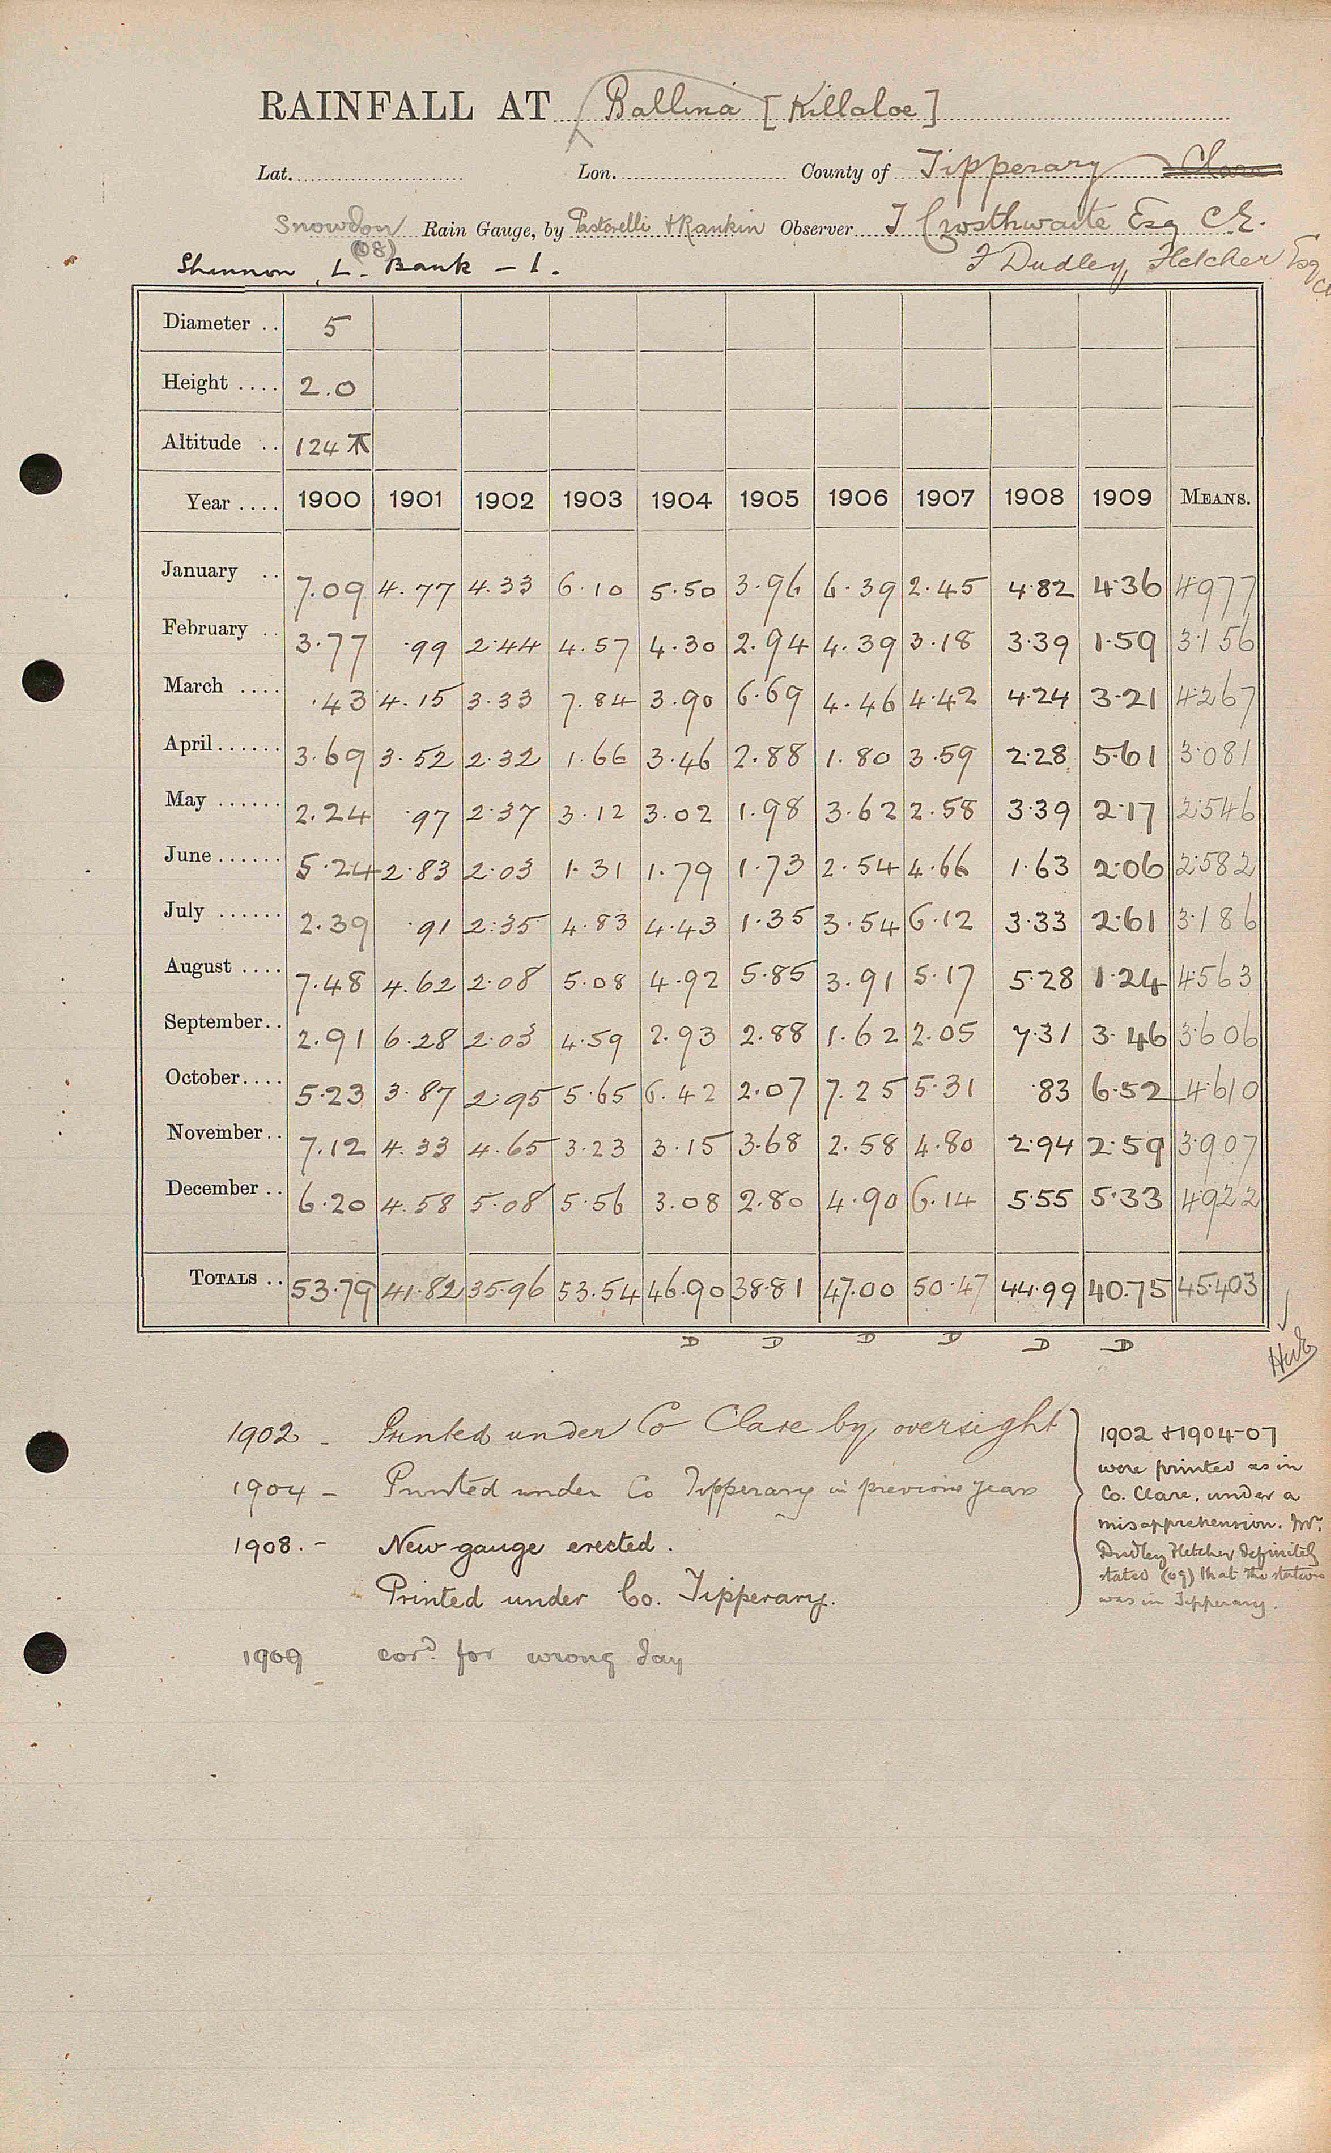 RAINFALL AT Ballina [Killaloe]
Lat. Lon. County of Tipperary Clare
Snowdon Rain Gauge, by Pastorelli & Rankin Observer J Crosthwaite Esq C.E.
(08)
Shannon, L. Bank - 1. F Dudley Fletcher Esq CE
Diameter .. 5
Height .... 2.0
Altitude .. 124
Year .... 1900 1901 1902 1903 1904 1905 1906 1907 1908 1909 MEANS.
January .. 7.09 4.77 4.33 6.10 5.50 3.96 6.39 2.45 4.82 4.36 4.977
February .. 3.77 .99 2.44 4.57 4.30 2.94 4.39 3.18 3.39 1.59 3.156
March .... .43 4.15 3.33 7.84 3.90 6.69 4.46 4.42 4.24 3.21 4.267
April...... 3.69 3.52 2.32 1.66 3.46 2.88 1.80 3.59 2.28 5.61 3.081
May ...... 2.24 .97 2.37 3.12 3.02 1.98 3.62 2.58 3.39 2.17 2.546
June ...... 5.24 2.83 2.03 1.31 1.79 1.73 2.54 4.66 1.63 2.06 2.582
July ...... 2.39 .91 2.35 4.83 4.43 1.35 3.54 6.12 3.33 2.61 3.186
August .... 7.48 4.62 2.08 5.08 4.92 5.85 3.91 5.17 5.28 1.24 4.563
September.. 2.91 6.28 2.03 4.59 2.93 2.88 1.62 2.05 7.31 3.46 3.606
October.... 5.23 3.87 2.95 5.65 6.42 2.07 7.25 5.31 .83 6.52 4.610
November.. 7.12 4.33 4.65 3.23 3.15 3.68 2.58 4.80 2.94 2.59 3.907
December .. 6.20 4.58 5.08 5.56 3.08 2.80 4.90 6.14 5.55 5.33 4.922
TOTALS .. 53.79 41.82 35.96 53.54 46.90 38.81 47.00 50.47 44.99 40.75 45.403
D D D D D D
1902 - Printed under Co Clare by oversight
1904 - Printed under Co Tipperary in previous years
1908. - New gauge erected.
Printed under Co. Tipperary.
1909 cord. for wrong day
1902 & 1904-07
were printed as in
Co. Clare, under a
misapprehension. Mr.
Dudley Fletcher definitely
stated (09) that the station
was in Tipperary.